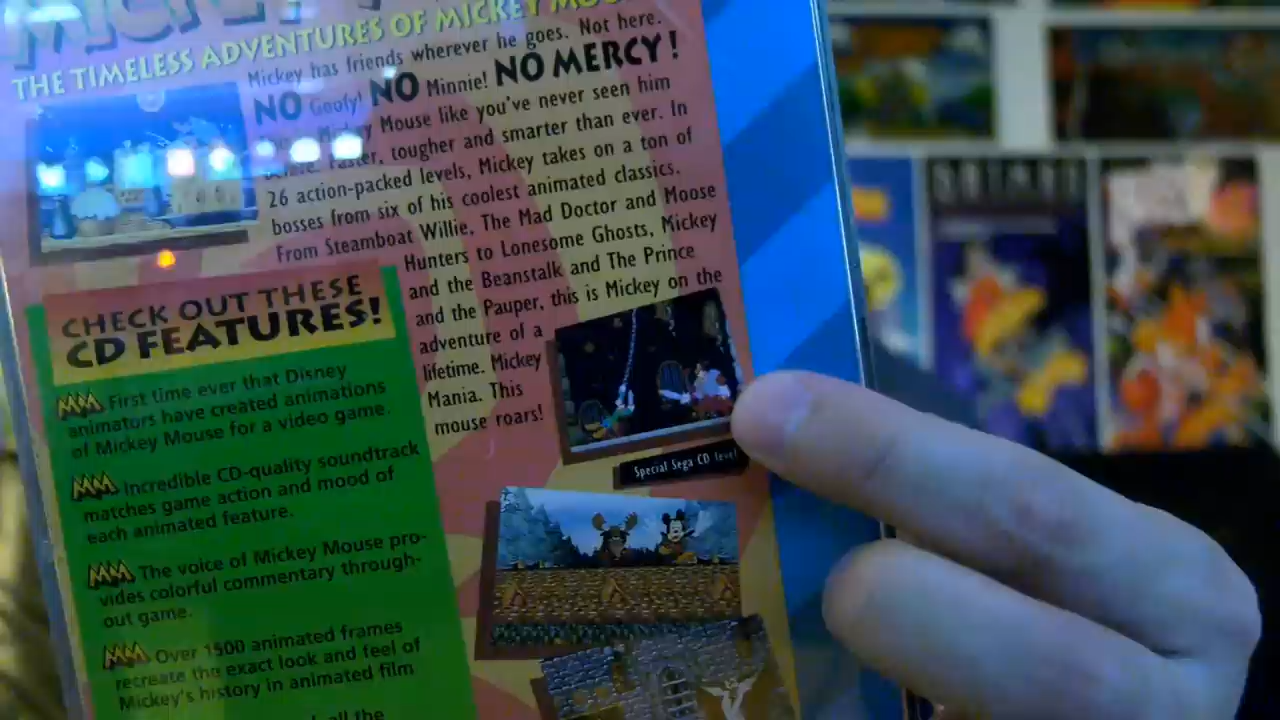 MICKEY
THE TIMELESS ADVENTURES OF MICKEY MOUSE
Mickey has friends wherever he goes. Not here.
NO Goofy! NO Minnie! NO MERCY!
Mickey Mouse like you've never seen him
Faster, tougher and smarter than ever. In
26 action-packed levels, Mickey takes on a ton of
bosses from six of his coolest animated classics.
From Steamboat Willie, The Mad Doctor and Moose
Hunters to Lonesome Ghosts, Mickey
and the Beanstalk and The Prince
and the Pauper, this is Mickey on the
adventure of a
lifetime. Mickey
Mania. This
mouse roars!
Special Sega CD level
CHECK OUT THESE
CD FEATURES!
First time ever that Disney
animators have created animations
of Mickey Mouse for a video game.
Incredible CD-quality soundtrack
matches game action and mood of
each animated feature.
The voice of Mickey Mouse pro-
vides colorful commentary through-
out game.
Over 1500 animated frames
recreate the exact look and feel of
Mickey's history in animated film
all the